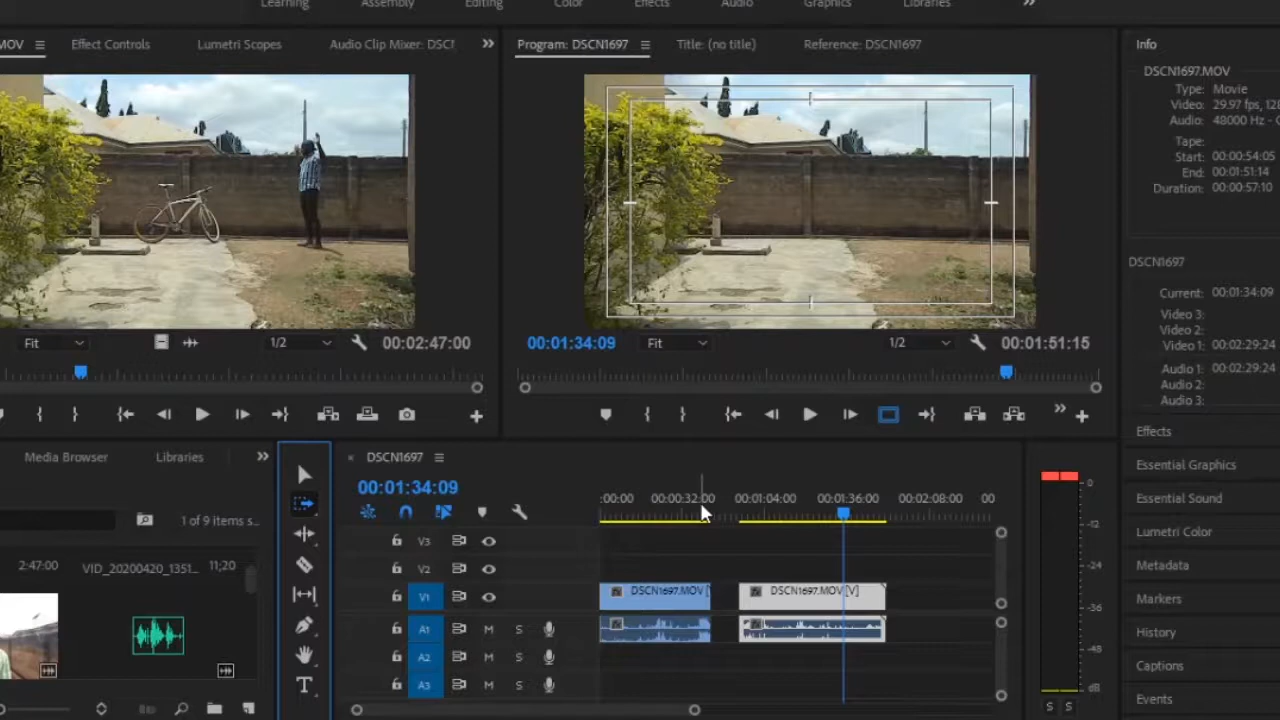 Learning Assembly Editing Color Effects Audio Graphics Libraries
MOV Effect Controls Lumetri Scopes Audio Clip Mixer: DSC
Program: DSCN1697 Title: (no title) Reference: DSCN1697
Fit 1/2 00:02:47:00
00:01:34:09 Fit 1/2 00:01:51:15
Info
DSCN1697.MOV
Type: Movie
Video: 29.97 fps, 128
Audio: 48000 Hz -
Tape:
Start: 00:00:54:05
End: 00:01:51:14
Duration: 00:00:57:10
DSCN1697
Current: 00:01:34:09
Video 3:
Video 2:
Video 1: 00:02:29:24
Audio 1: 00:02:29:24
Audio 2:
Audio 3:
Effects
Essential Graphics
Essential Sound
Lumetri Color
Metadata
Markers
History
Captions
Events
Media Browser Libraries
1 of 9 items s...
2:47:00 VID_20200420_1351... 11;20
T
× DSCN1697
00:01:34:09
:00:00 00:00:32:00 00:01:04:00 00:01:36:00 00:02:08:00 00
V3
V2
V1 DSCN1697.MOV [V DSCN1697.MOV [V]
fx fx
A1 M S
A2 M S
A3 M S
0
-12
-24
-36
-48
dB
S S